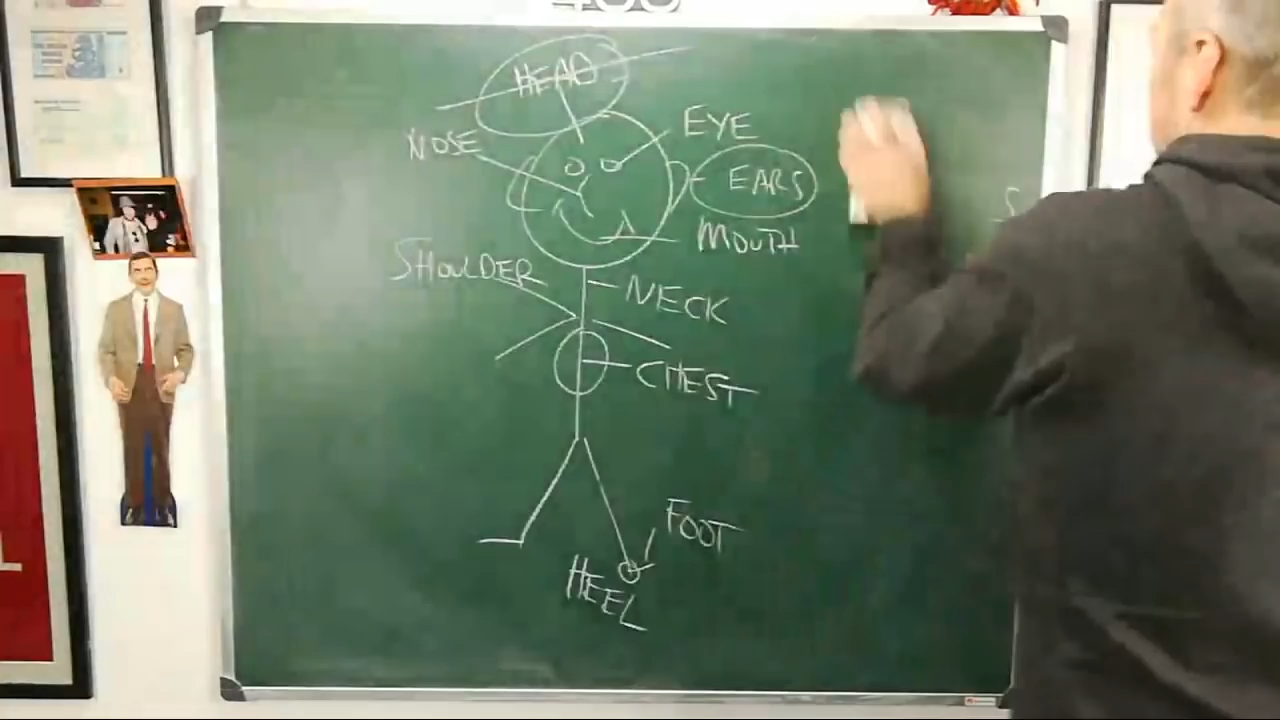 HEAD
NOSE
EYE
EARS
MOUTH
SHOULDER
NECK
CHEST
FOOT
HEEL